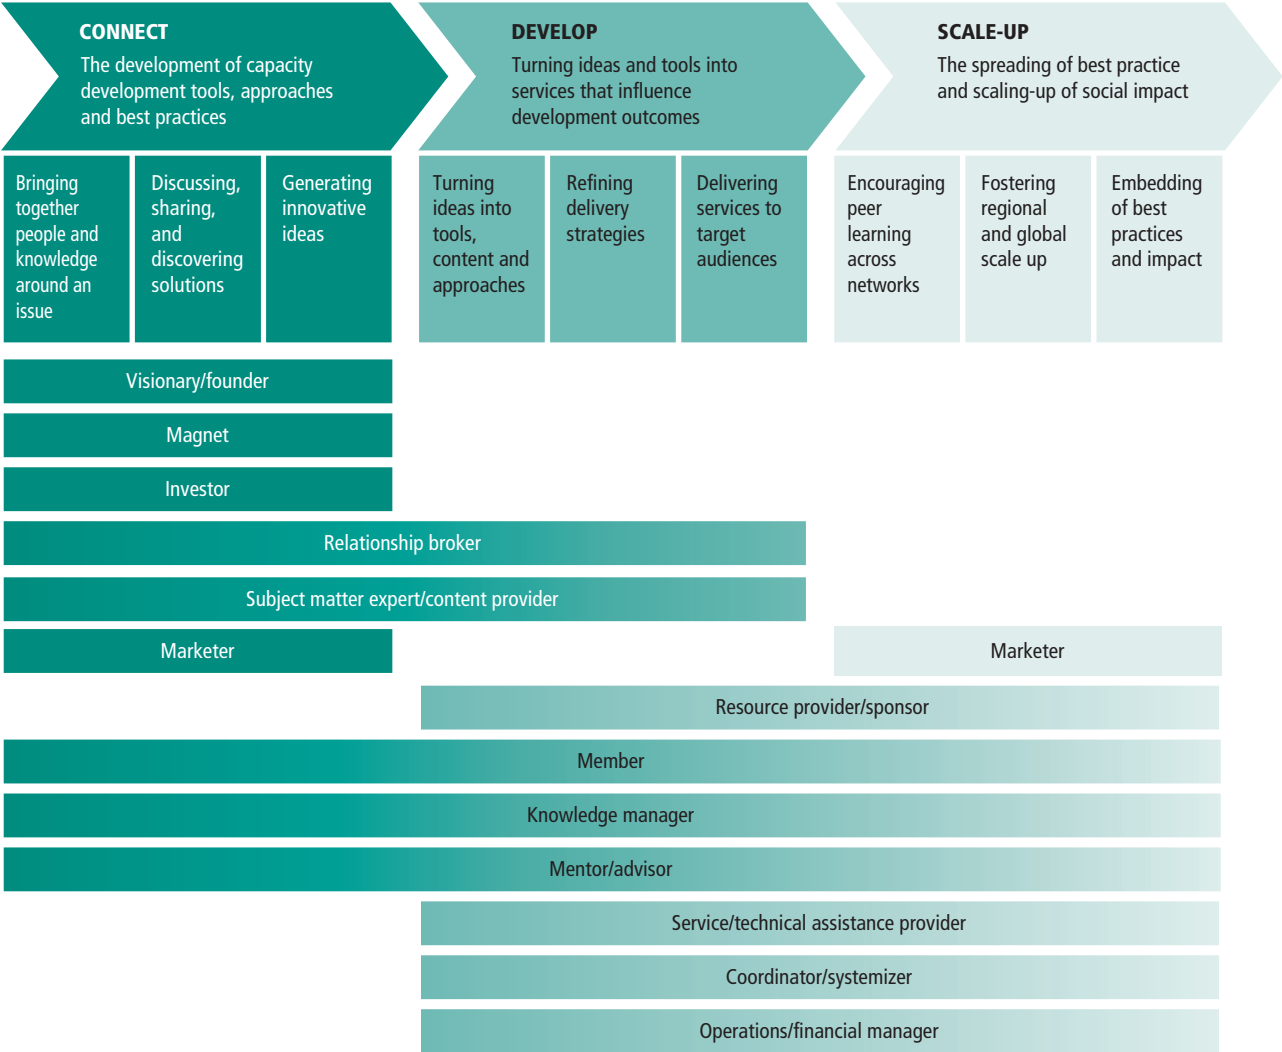 CONNECT
The development of capacity
development tools, approaches
and best practices
DEVELOP
Turning ideas and tools into
services that influence
development outcomes
SCALE-UP
The spreading of best practice
and scaling-up of social impact
Bringing
together
people and
knowledge
around an
issue
Discussing,
sharing,
and
discovering
solutions
Generating
innovative
ideas
Turning
ideas into
tools,
content and
approaches
Refining
delivery
strategies
Delivering
services to
target
audiences
Encouraging
peer
learning
across
networks
Fostering
regional
and global
scale up
Embedding
of best
practices
and impact
Visionary/founder
Magnet
Investor
Relationship broker
Subject matter expert/content provider
Marketer
Marketer
Resource provider/sponsor
Member
Knowledge manager
Mentor/advisor
Service/technical assistance provider
Coordinator/systemizer
Operations/financial manager